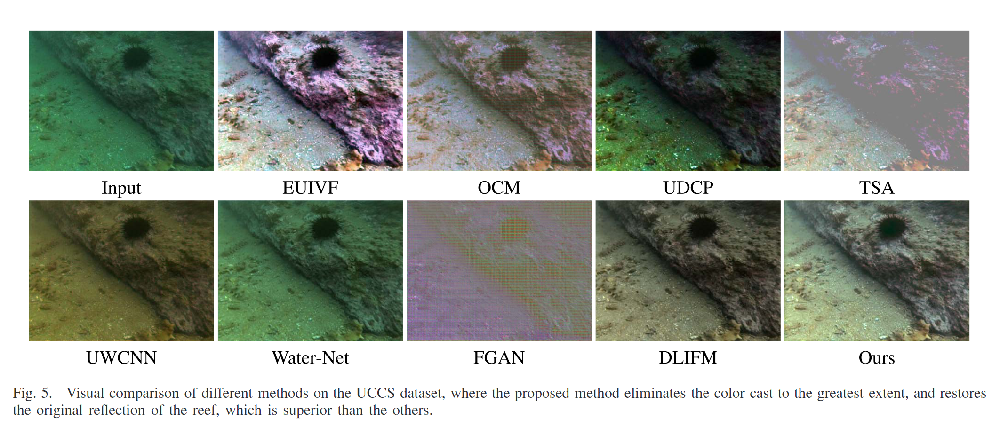 Input EUIVF OCM UDCP TSA
UWCNN Water-Net FGAN DLIFM Ours
Fig. 5. Visual comparison of different methods on the UCCS dataset, where the proposed method eliminates the color cast to the greatest extent, and restores
the original reflection of the reef, which is superior than the others.